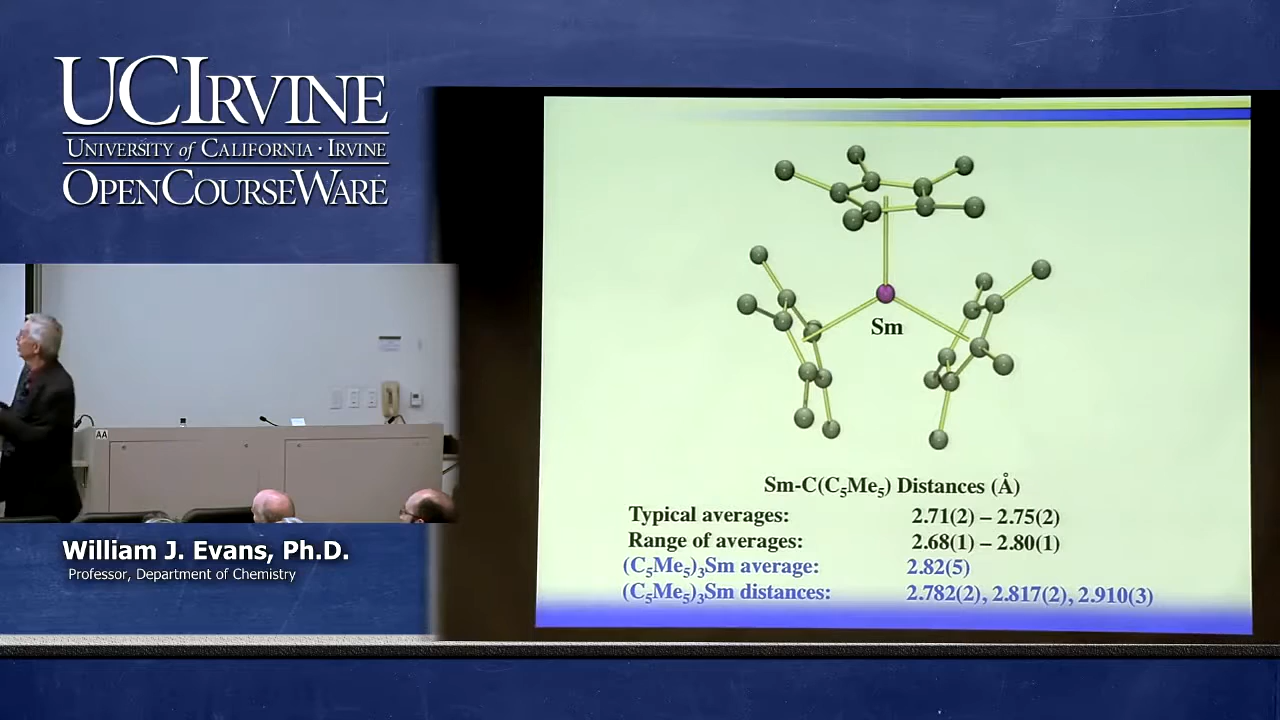 UCIRVINE
UNIVERSITY of CALIFORNIA · IRVINE
OPENCOURSEWARE
AA
William J. Evans, Ph.D.
Professor, Department of Chemistry
Sm
Sm-C(C₅Me₅) Distances (Å)
Typical averages: 2.71(2) – 2.75(2)
Range of averages: 2.68(1) – 2.80(1)
(C₅Me₅)₃Sm average: 2.82(5)
(C₅Me₅)₃Sm distances: 2.782(2), 2.817(2), 2.910(3)